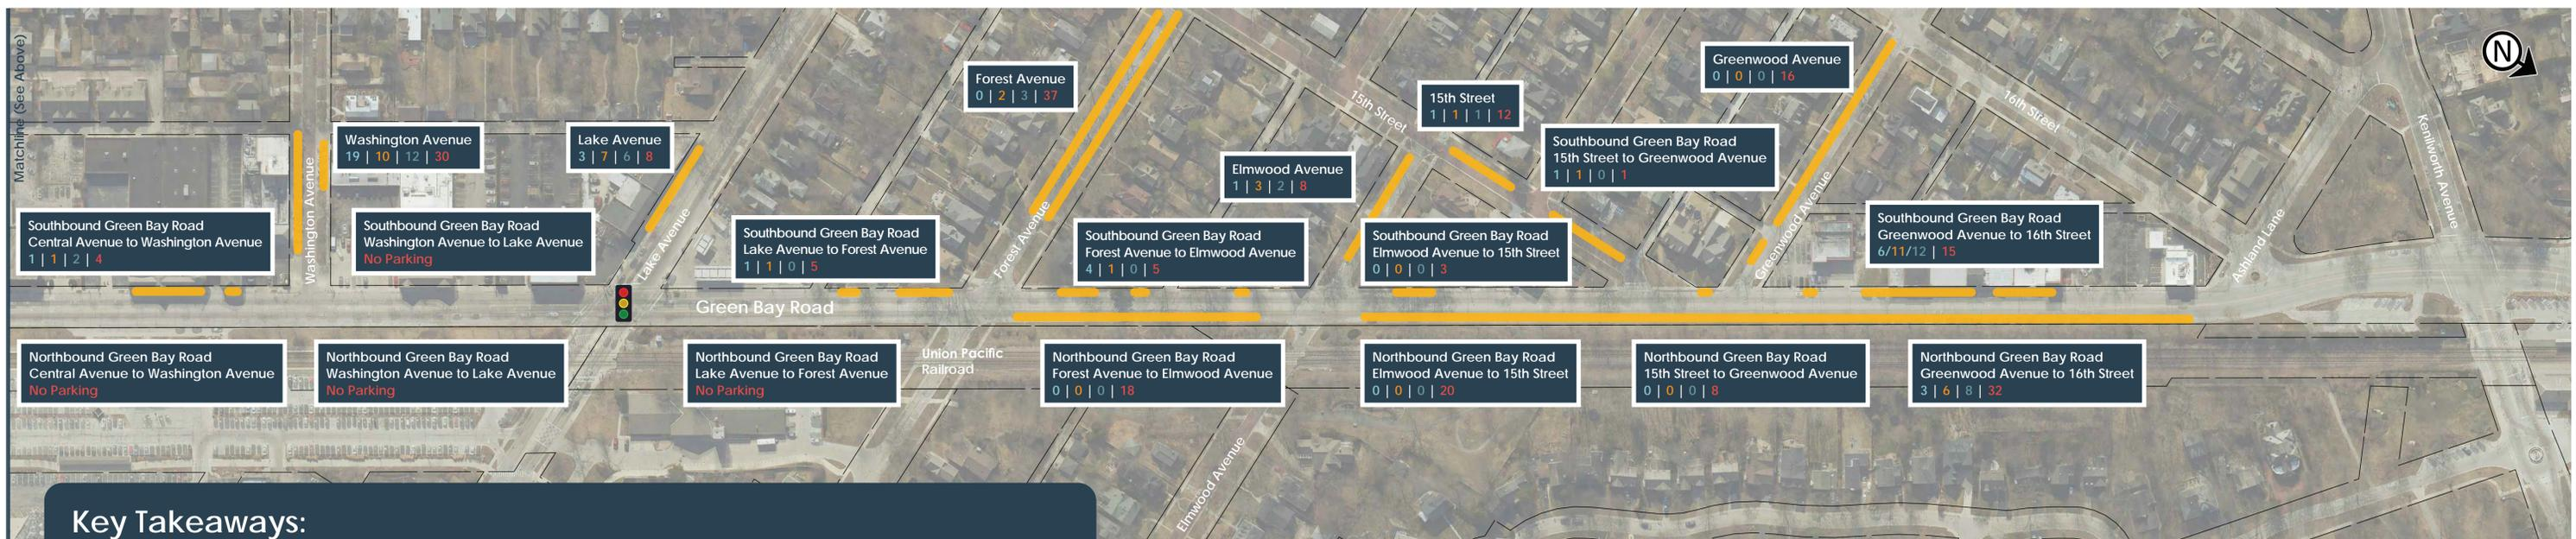 Matchline (See Above)
N
Greenwood Avenue
0 | 0 | 0 | 16
Forest Avenue
0 | 2 | 3 | 37
15th Street
1 | 1 | 1 | 12
15th Street
16th Street
Kenilworth Avenue
Washington Avenue
19 | 10 | 12 | 30
Lake Avenue
3 | 7 | 6 | 8
Southbound Green Bay Road
15th Street to Greenwood Avenue
1 | 1 | 0 | 1
Elmwood Avenue
1 | 3 | 2 | 8
Southbound Green Bay Road
Central Avenue to Washington Avenue
1 | 1 | 2 | 4
Washington Avenue
Southbound Green Bay Road
Washington Avenue to Lake Avenue
No Parking
Lake Avenue
Southbound Green Bay Road
Lake Avenue to Forest Avenue
1 | 1 | 0 | 5
Forest Avenue
Southbound Green Bay Road
Forest Avenue to Elmwood Avenue
4 | 1 | 0 | 5
Southbound Green Bay Road
Elmwood Avenue to 15th Street
0 | 0 | 0 | 3
Greenwood Avenue
Southbound Green Bay Road
Greenwood Avenue to 16th Street
6/11/12 | 15
Ashland Lane
Green Bay Road
Northbound Green Bay Road
Central Avenue to Washington Avenue
No Parking
Northbound Green Bay Road
Washington Avenue to Lake Avenue
No Parking
Northbound Green Bay Road
Lake Avenue to Forest Avenue
No Parking
Union Pacific
Railroad
Northbound Green Bay Road
Forest Avenue to Elmwood Avenue
0 | 0 | 0 | 18
Northbound Green Bay Road
Elmwood Avenue to 15th Street
0 | 0 | 0 | 20
Northbound Green Bay Road
15th Street to Greenwood Avenue
0 | 0 | 0 | 8
Northbound Green Bay Road
Greenwood Avenue to 16th Street
3 | 6 | 8 | 32
Elmwood Avenue
Key Takeaways: